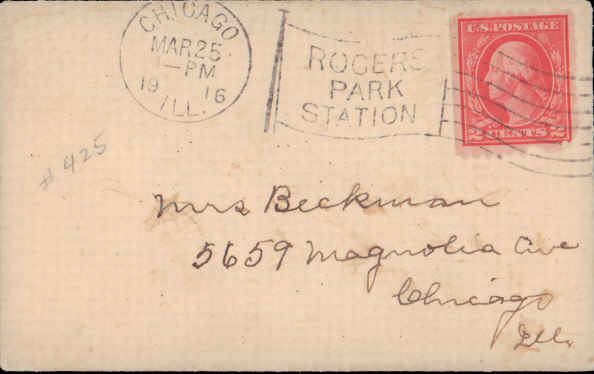 CHICAGO
MAR 25
1-PM
19 16
ILL.
ROGERS
PARK
STATION
U.S. POSTAGE
2 CENTS 2
# 425
Mrs Beckman
5659 Magnolia Ave
Chicago
Ill.